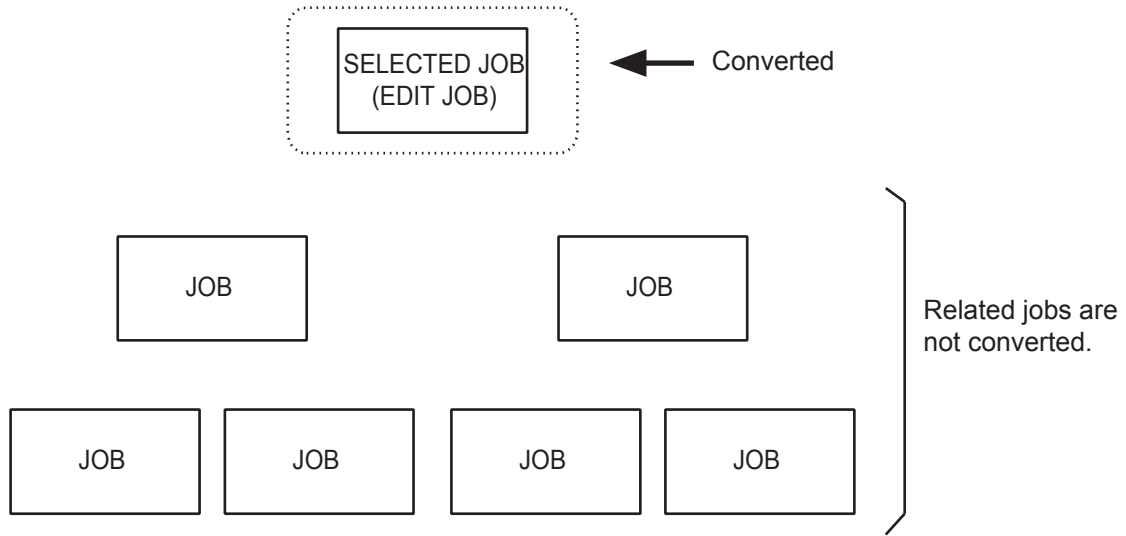 SELECTED JOB
(EDIT JOB)
Converted
JOB
JOB
Related jobs are
not converted.
JOB
JOB
JOB
JOB